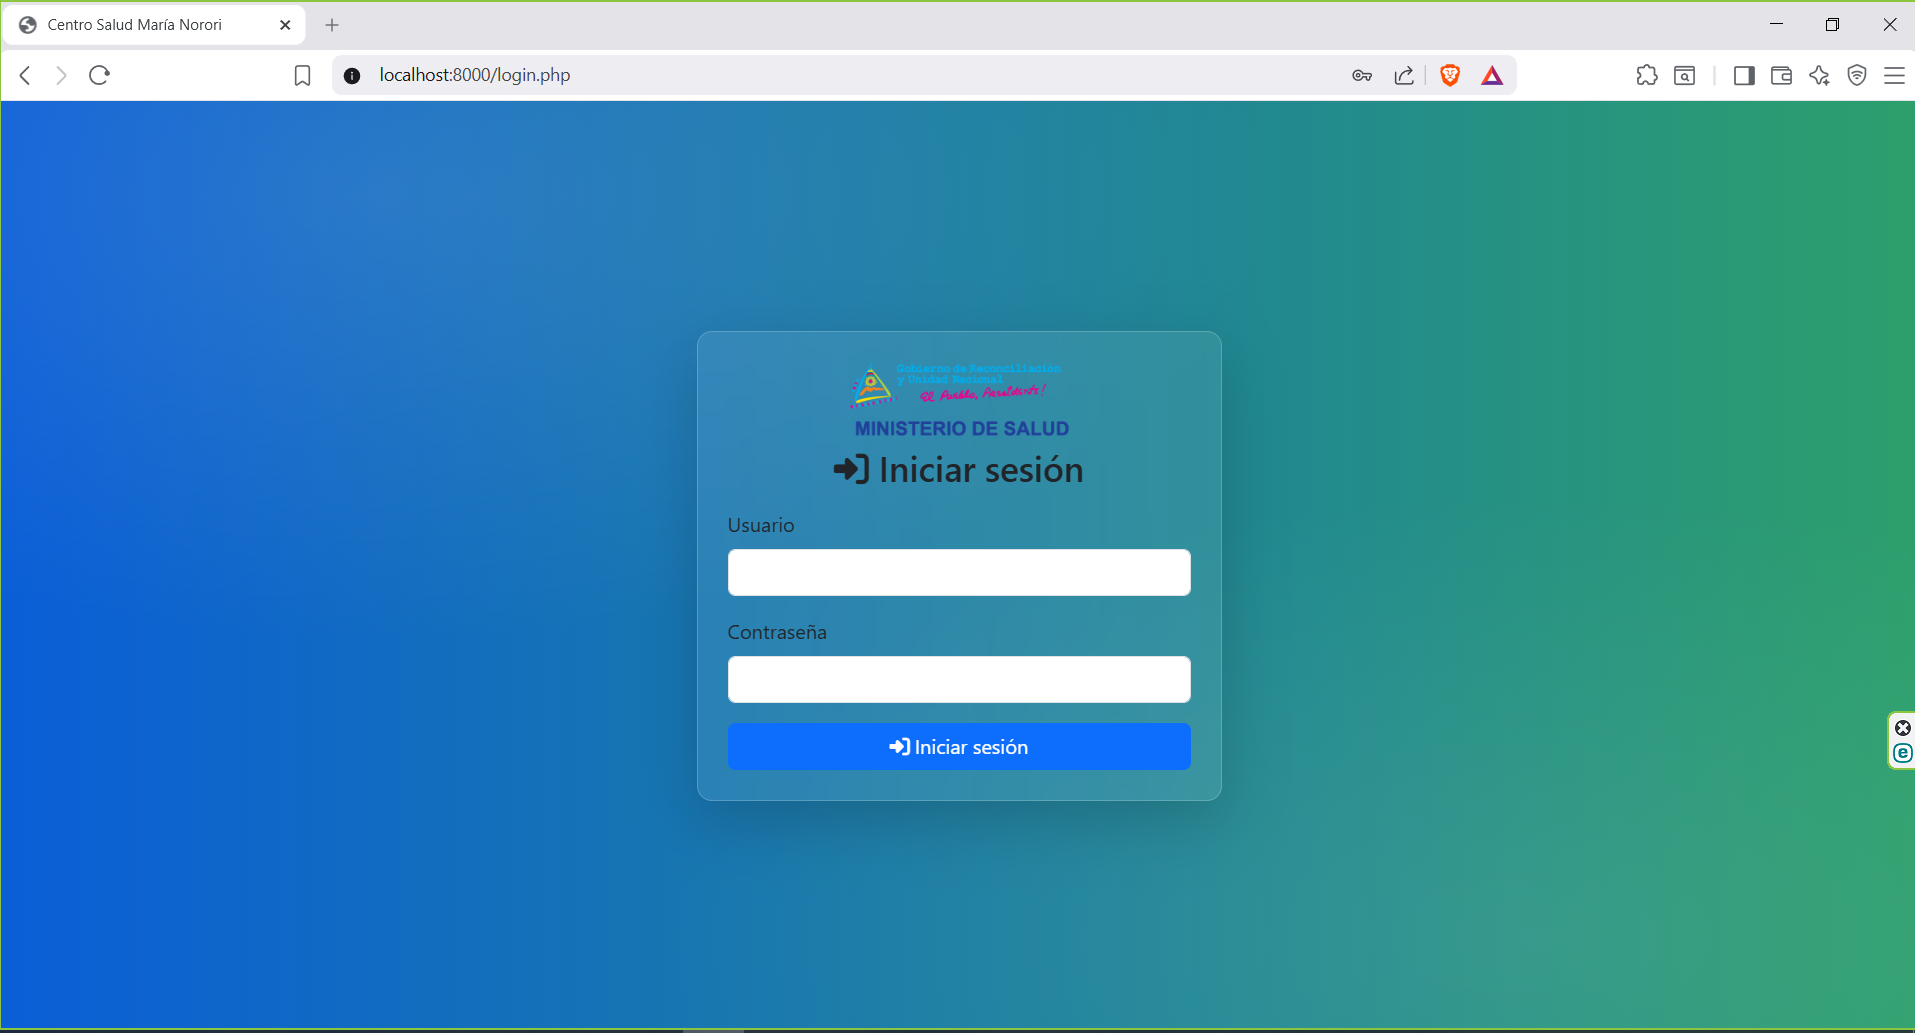 Centro Salud María Norori
localhost:8000/login.php
Gobierno de Reconciliación
y Unidad Nacional
El Pueblo, Presidente!
MINISTERIO DE SALUD
Iniciar sesión
Usuario
Contraseña
Iniciar sesión